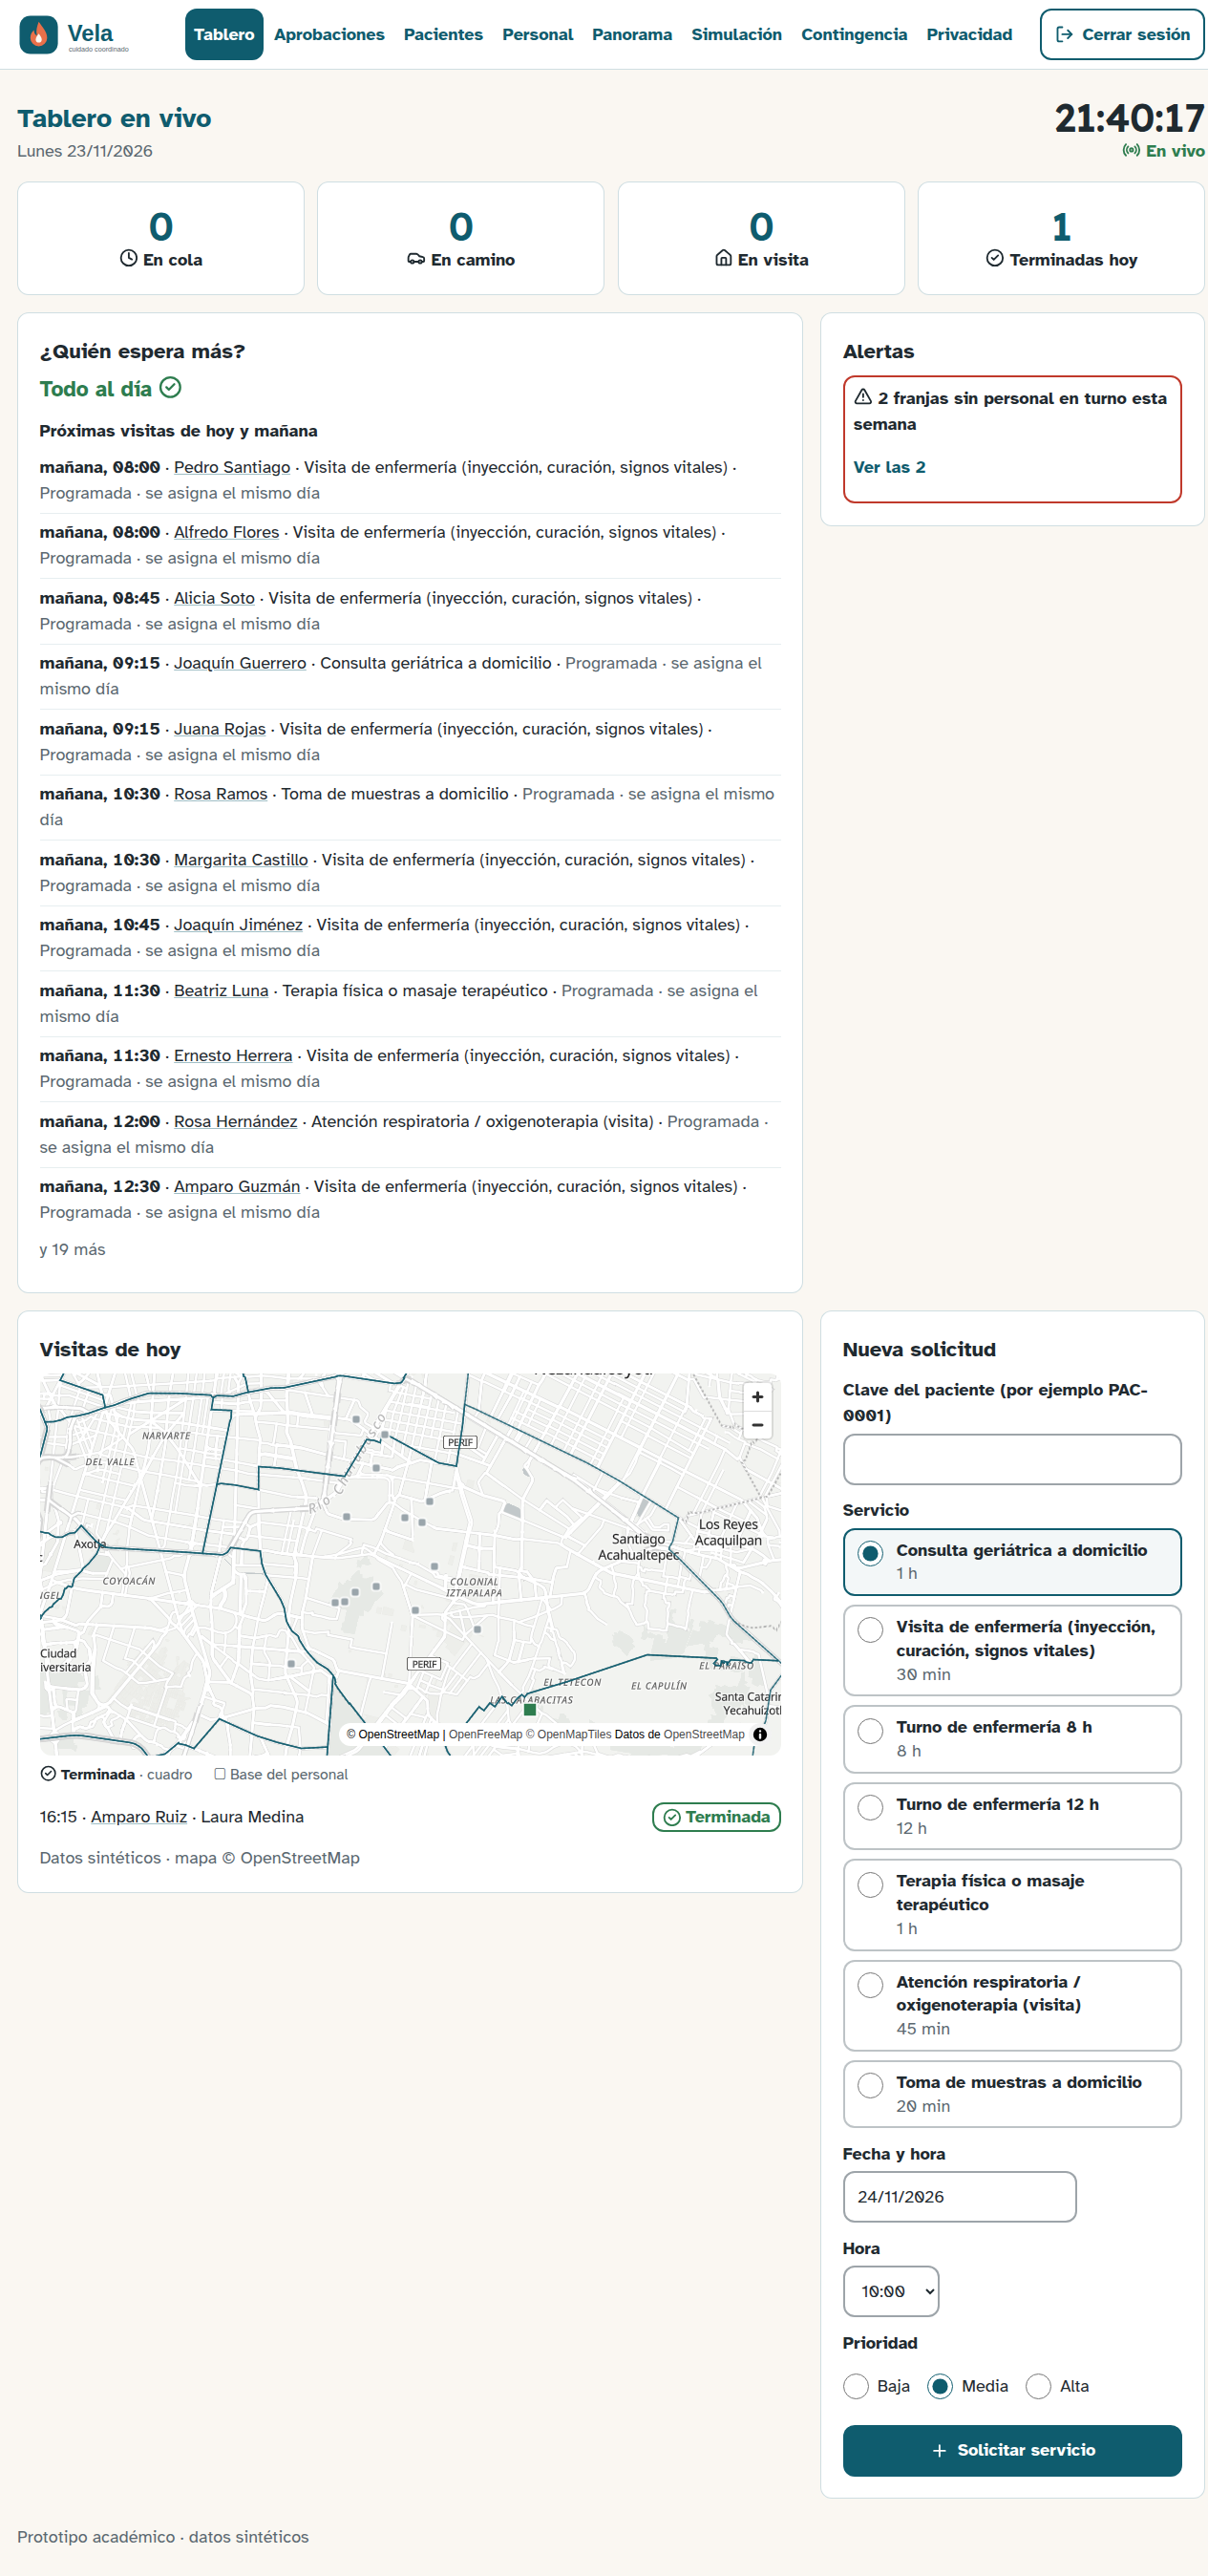 Vela
cuidado coordinado
Tablero
Aprobaciones
Pacientes
Personal
Panorama
Simulación
Contingencia
Privacidad
Cerrar sesión
Tablero en vivo
Lunes 23/11/2026
21:40:17
En vivo
0
En cola
0
En camino
0
En visita
1
Terminadas hoy
¿Quién espera más?
Todo al día
Próximas visitas de hoy y mañana
mañana, 08:00 · Pedro Santiago · Visita de enfermería (inyección, curación, signos vitales) ·
Programada · se asigna el mismo día
mañana, 08:00 · Alfredo Flores · Visita de enfermería (inyección, curación, signos vitales) ·
Programada · se asigna el mismo día
mañana, 08:45 · Alicia Soto · Visita de enfermería (inyección, curación, signos vitales) ·
Programada · se asigna el mismo día
mañana, 09:15 · Joaquín Guerrero · Consulta geriátrica a domicilio · Programada · se asigna el
mismo día
mañana, 09:15 · Juana Rojas · Visita de enfermería (inyección, curación, signos vitales) ·
Programada · se asigna el mismo día
mañana, 10:30 · Rosa Ramos · Toma de muestras a domicilio · Programada · se asigna el mismo
día
mañana, 10:30 · Margarita Castillo · Visita de enfermería (inyección, curación, signos vitales) ·
Programada · se asigna el mismo día
mañana, 10:45 · Joaquín Jiménez · Visita de enfermería (inyección, curación, signos vitales) ·
Programada · se asigna el mismo día
mañana, 11:30 · Beatriz Luna · Terapia física o masaje terapéutico · Programada · se asigna el
mismo día
mañana, 11:30 · Ernesto Herrera · Visita de enfermería (inyección, curación, signos vitales) ·
Programada · se asigna el mismo día
mañana, 12:00 · Rosa Hernández · Atención respiratoria / oxigenoterapia (visita) · Programada ·
se asigna el mismo día
mañana, 12:30 · Amparo Guzmán · Visita de enfermería (inyección, curación, signos vitales) ·
Programada · se asigna el mismo día
y 19 más
Alertas
2 franjas sin personal en turno esta
semana
Ver las 2
Visitas de hoy
NARVARTE
DEL VALLE
PERIF
Río Churubusco
Santiago
Acahualtepec
Los Reyes
Acaquilpan
COYOACÁN
COLONIAL
IZTAPALAPA
Ciudad
PERIF
EL TETECON
EL CAPULÍN
EL PARAÍSO
LAS CALABACITAS
+
−
© OpenStreetMap | OpenFreeMap © OpenMapTiles Datos de OpenStreetMap
Terminada · cuadro
Base del personal
16:15 · Amparo Ruiz · Laura Medina
Terminada
Datos sintéticos · mapa © OpenStreetMap
Nueva solicitud
Clave del paciente (por ejemplo PAC-
0001)
Servicio
Consulta geriátrica a domicilio
1 h
Visita de enfermería (inyección,
curación, signos vitales)
30 min
Turno de enfermería 8 h
8 h
Turno de enfermería 12 h
12 h
Terapia física o masaje
terapéutico
1 h
Atención respiratoria /
oxigenoterapia (visita)
45 min
Toma de muestras a domicilio
20 min
Fecha y hora
24/11/2026
Hora
10:00
Prioridad
Baja
Media
Alta
+ Solicitar servicio
Prototipo académico · datos sintéticos